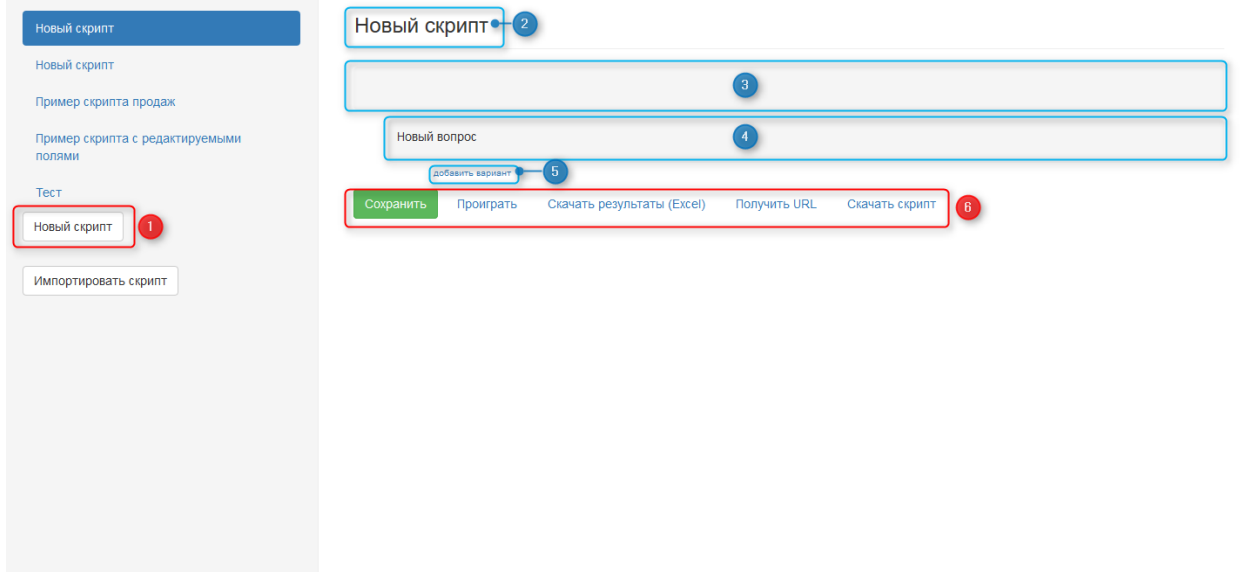 Новый скрипт
Новый скрипт
Пример скрипта продаж
Пример скрипта с редактируемыми
полями
Тест
Новый скрипт 1
Импортировать скрипт
Новый скрипт 2
3
Новый вопрос 4
добавить вариант 5
Сохранить Проиграть Скачать результаты (Excel) Получить URL Скачать скрипт 6